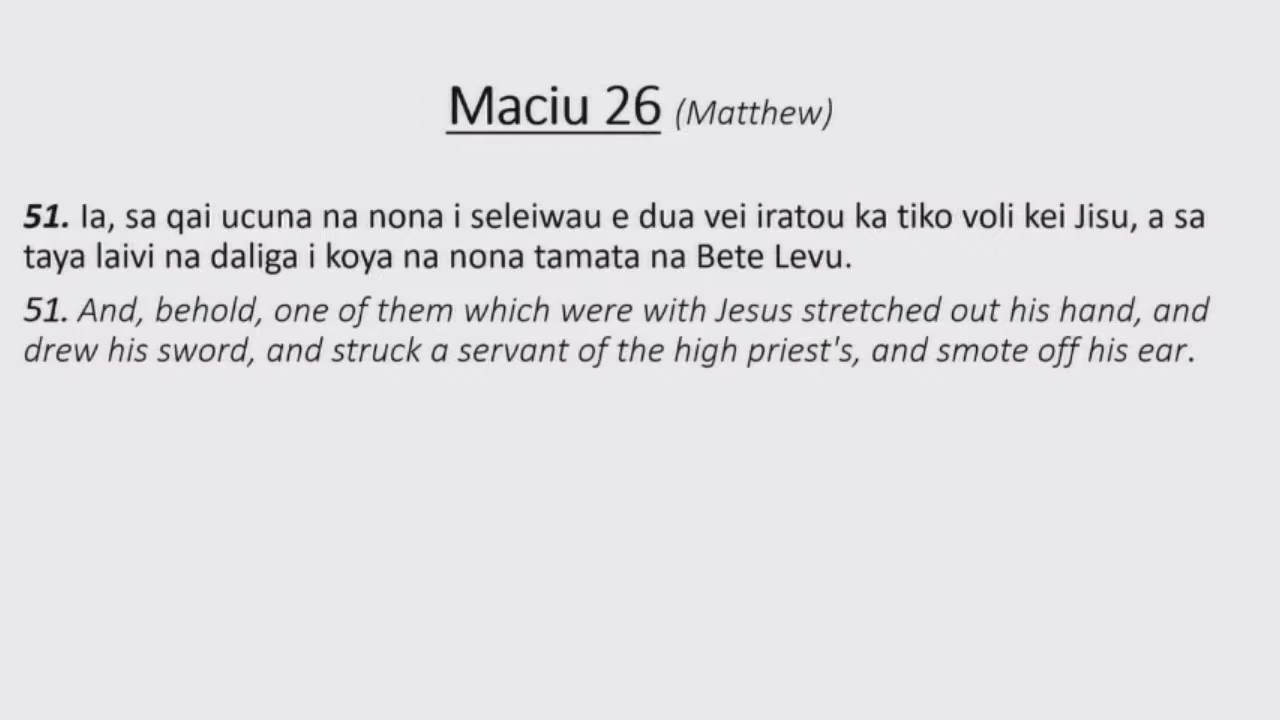 Maciu 26 (Matthew)
51. Ia, sa qai ucuna na nona i seleiwau e dua vei iratou ka tiko voli kei Jisu, a sa
taya laivi na daliga i koya na nona tamata na Bete Levu.
51. And, behold, one of them which were with Jesus stretched out his hand, and
drew his sword, and struck a servant of the high priest's, and smote off his ear.